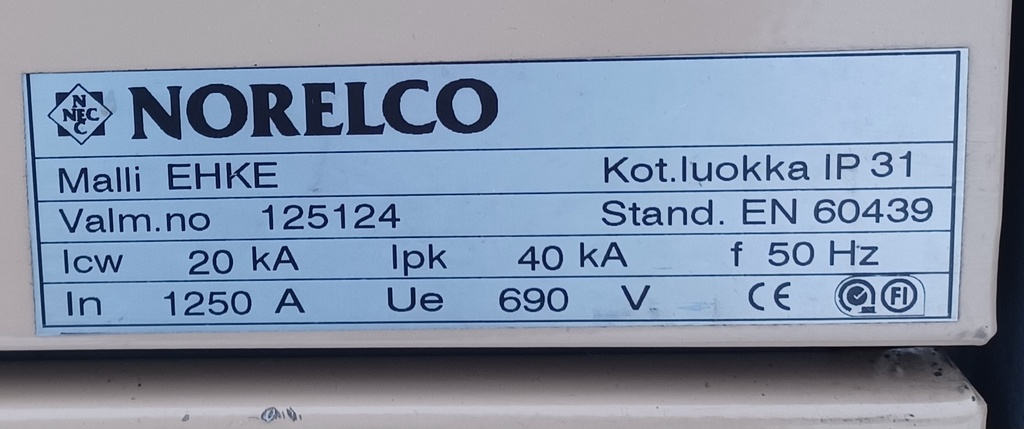 N
NEC
C
NORELCO
Malli EHKE Kot.luokka IP 31
Valm.no 125124 Stand. EN 60439
Icw 20 kA Ipk 40 kA f 50 Hz
In 1250 A Ue 690 V CE FI